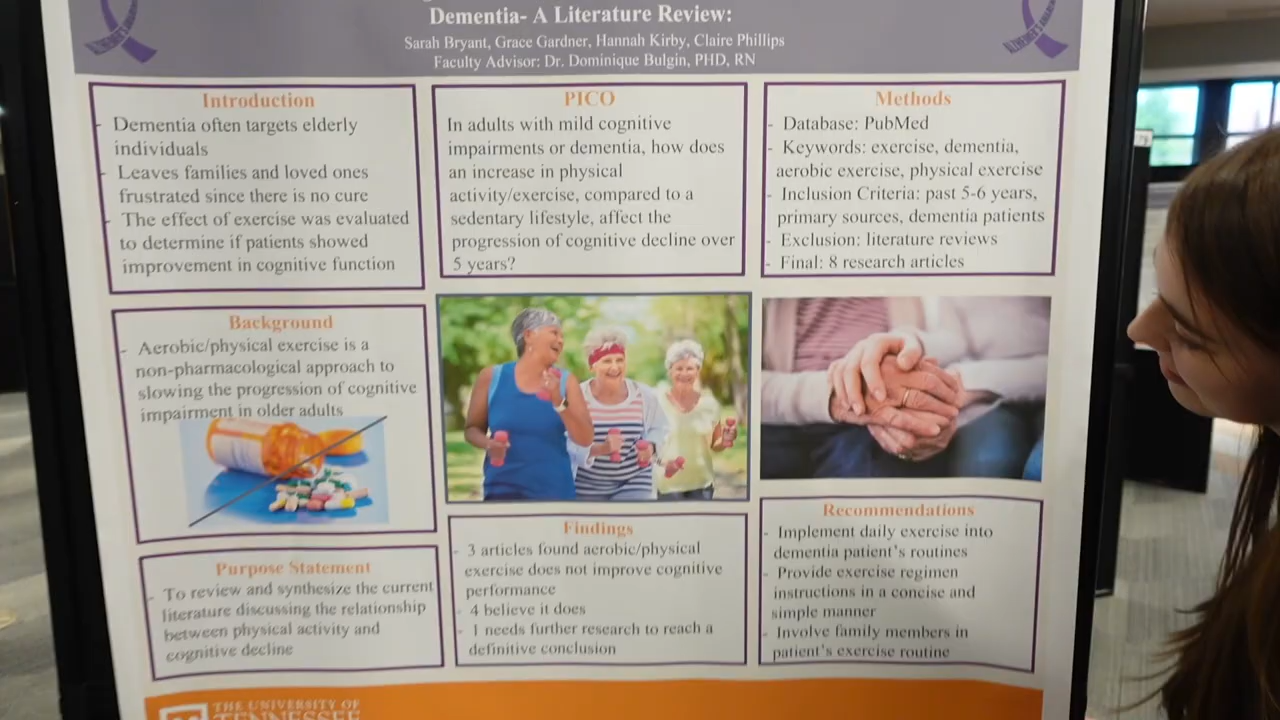 Dementia- A Literature Review:
Sarah Bryant, Grace Gardner, Hannah Kirby, Claire Phillips
Faculty Advisor: Dr. Dominique Bulgin, PHD, RN
Introduction
- Dementia often targets elderly
individuals
- Leaves families and loved ones
frustrated since there is no cure
- The effect of exercise was evaluated
to determine if patients showed
improvement in cognitive function
PICO
In adults with mild cognitive
impairments or dementia, how does
an increase in physical
activity/exercise, compared to a
sedentary lifestyle, affect the
progression of cognitive decline over
5 years?
Methods
- Database: PubMed
- Keywords: exercise, dementia,
aerobic exercise, physical exercise
- Inclusion Criteria: past 5-6 years,
primary sources, dementia patients
- Exclusion: literature reviews
- Final: 8 research articles
Background
- Aerobic/physical exercise is a
non-pharmacological approach to
slowing the progression of cognitive
impairment in older adults
Purpose Statement
- To review and synthesize the current
literature discussing the relationship
between physical activity and
cognitive decline
Findings
- 3 articles found aerobic/physical
exercise does not improve cognitive
performance
- 4 believe it does
- 1 needs further research to reach a
definitive conclusion
Recommendations
- Implement daily exercise into
dementia patient's routines
- Provide exercise regimen
instructions in a concise and
simple manner
- Involve family members in
patient's exercise routine
THE UNIVERSITY OF
TENNESSEE